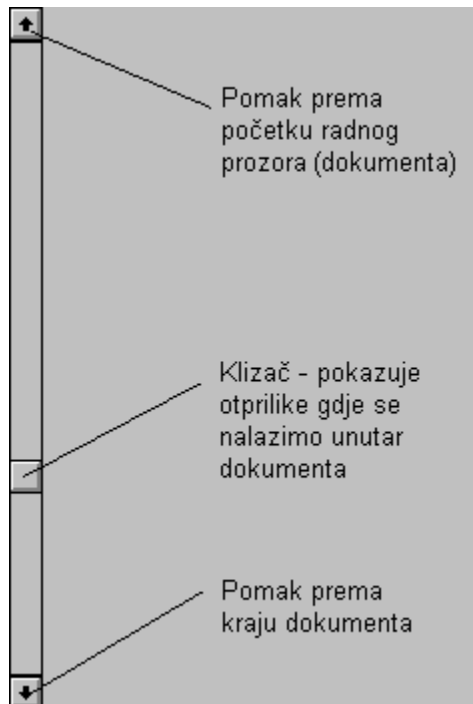 Pomak prema
početku radnog
prozora (dokumenta)
Klizač - pokazuje
otprilike gdje se
nalazimo unutar
dokumenta
Pomak prema
kraju dokumenta